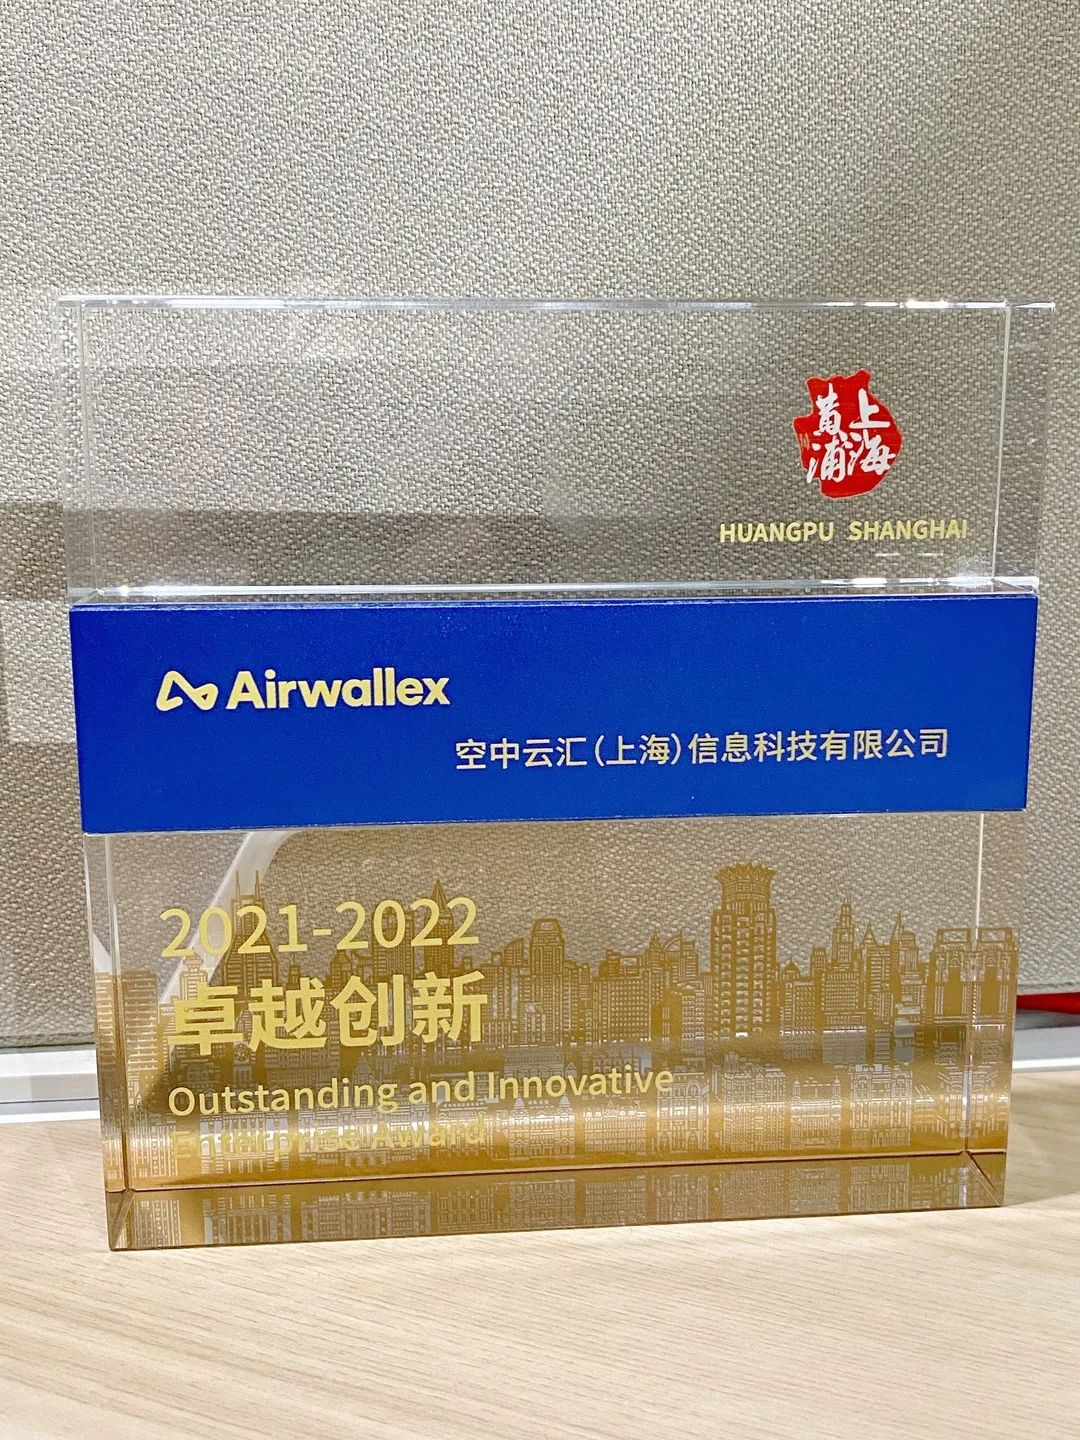 上海
黄浦
HUANGPU SHANGHAI
Airwallex
空中云汇(上海)信息科技有限公司
2021-2022
卓越创新
Outstanding and Innovative
Enterprise Award